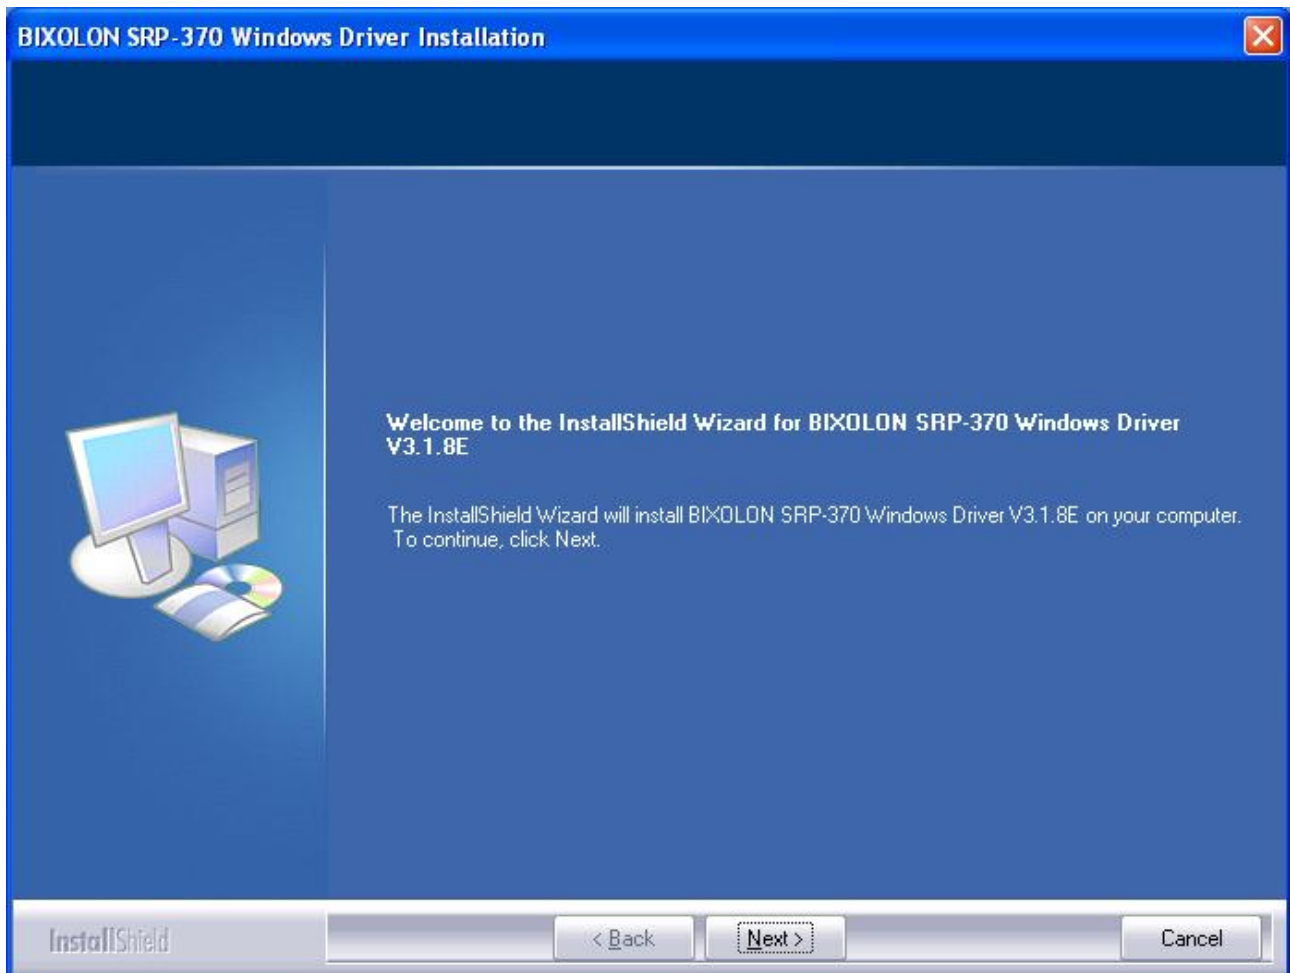 BIXOLON SRP-370 Windows Driver Installation
Welcome to the InstallShield Wizard for BIXOLON SRP-370 Windows Driver
V3.1.8E
The InstallShield Wizard will install BIXOLON SRP-370 Windows Driver V3.1.8E on your computer.
To continue, click Next.
InstallShield
< Back
Next >
Cancel